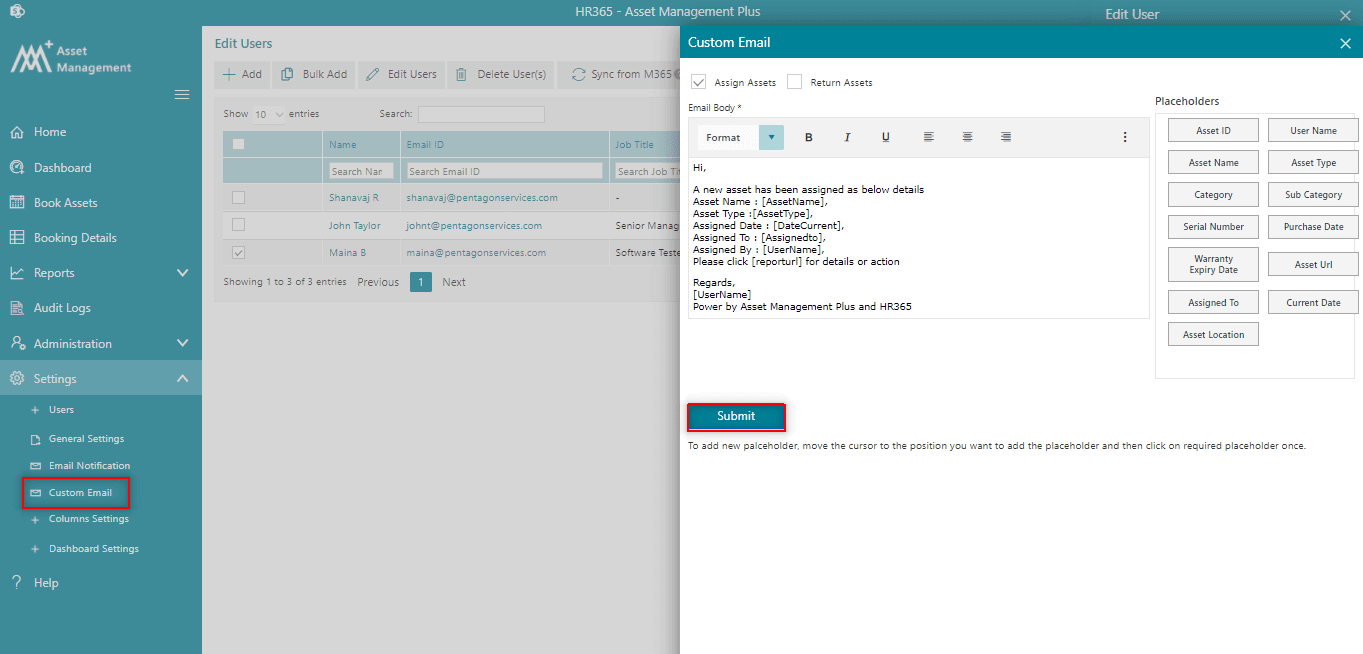 HR365 - Asset Management Plus
Edit User
Asset
Management
Home
Dashboard
Book Assets
Booking Details
Reports
Audit Logs
Administration
Settings
Users
General Settings
Email Notification
Custom Email
Columns Settings
Dashboard Settings
? Help
Edit Users
Add
Bulk Add
Edit Users
Delete User(s)
Sync from M365
Show 10 entries
Search:
Name Email ID Job Title
Search Nar Search Email ID Search Job Tit
Shanavaj R shanavaj@pentagonservices.com -
John Taylor johnt@pentagonservices.com Senior Manag
Maina B maina@pentagonservices.com Software Teste
Showing 1 to 3 of 3 entries Previous 1 Next
Custom Email
Assign Assets Return Assets
Email Body *
Format B I U
Hi,
A new asset has been assigned as below details
Asset Name : [AssetName],
Asset Type :[AssetType],
Assigned Date : [DateCurrent],
Assigned To : [Assignedto],
Assigned By : [UserName],
Please click [reporturl] for details or action
Regards,
[UserName]
Power by Asset Management Plus and HR365
Placeholders
Asset ID User Name
Asset Name Asset Type
Category Sub Category
Serial Number Purchase Date
Warranty
Expiry Date Asset Url
Assigned To Current Date
Asset Location
Submit
To add new palceholder, move the cursor to the position you want to add the placeholder and then click on required placeholder once.